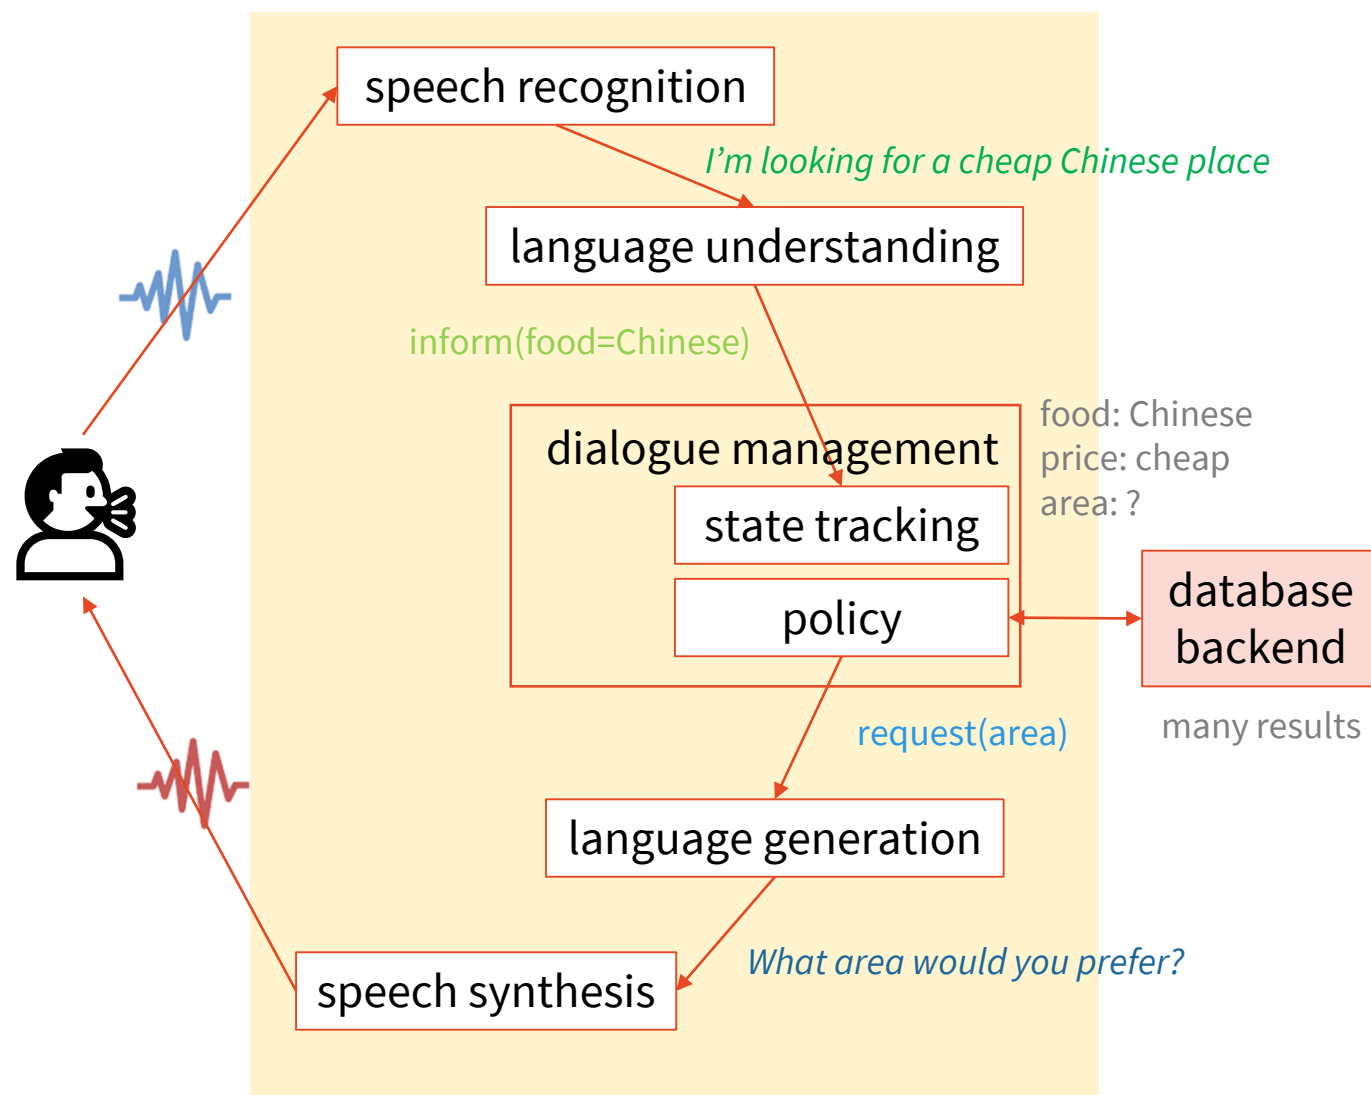 speech recognition
I'm looking for a cheap Chinese place
language understanding
inform(food=Chinese)
dialogue management
food: Chinese
price: cheap
area: ?
state tracking
policy
database
backend
many results
request(area)
language generation
What area would you prefer?
speech synthesis